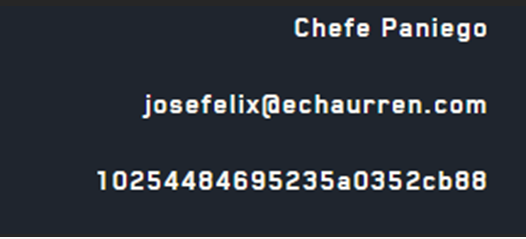 Chefe Paniego
josefelix@echaurren.com
10254484695235a0352cb88